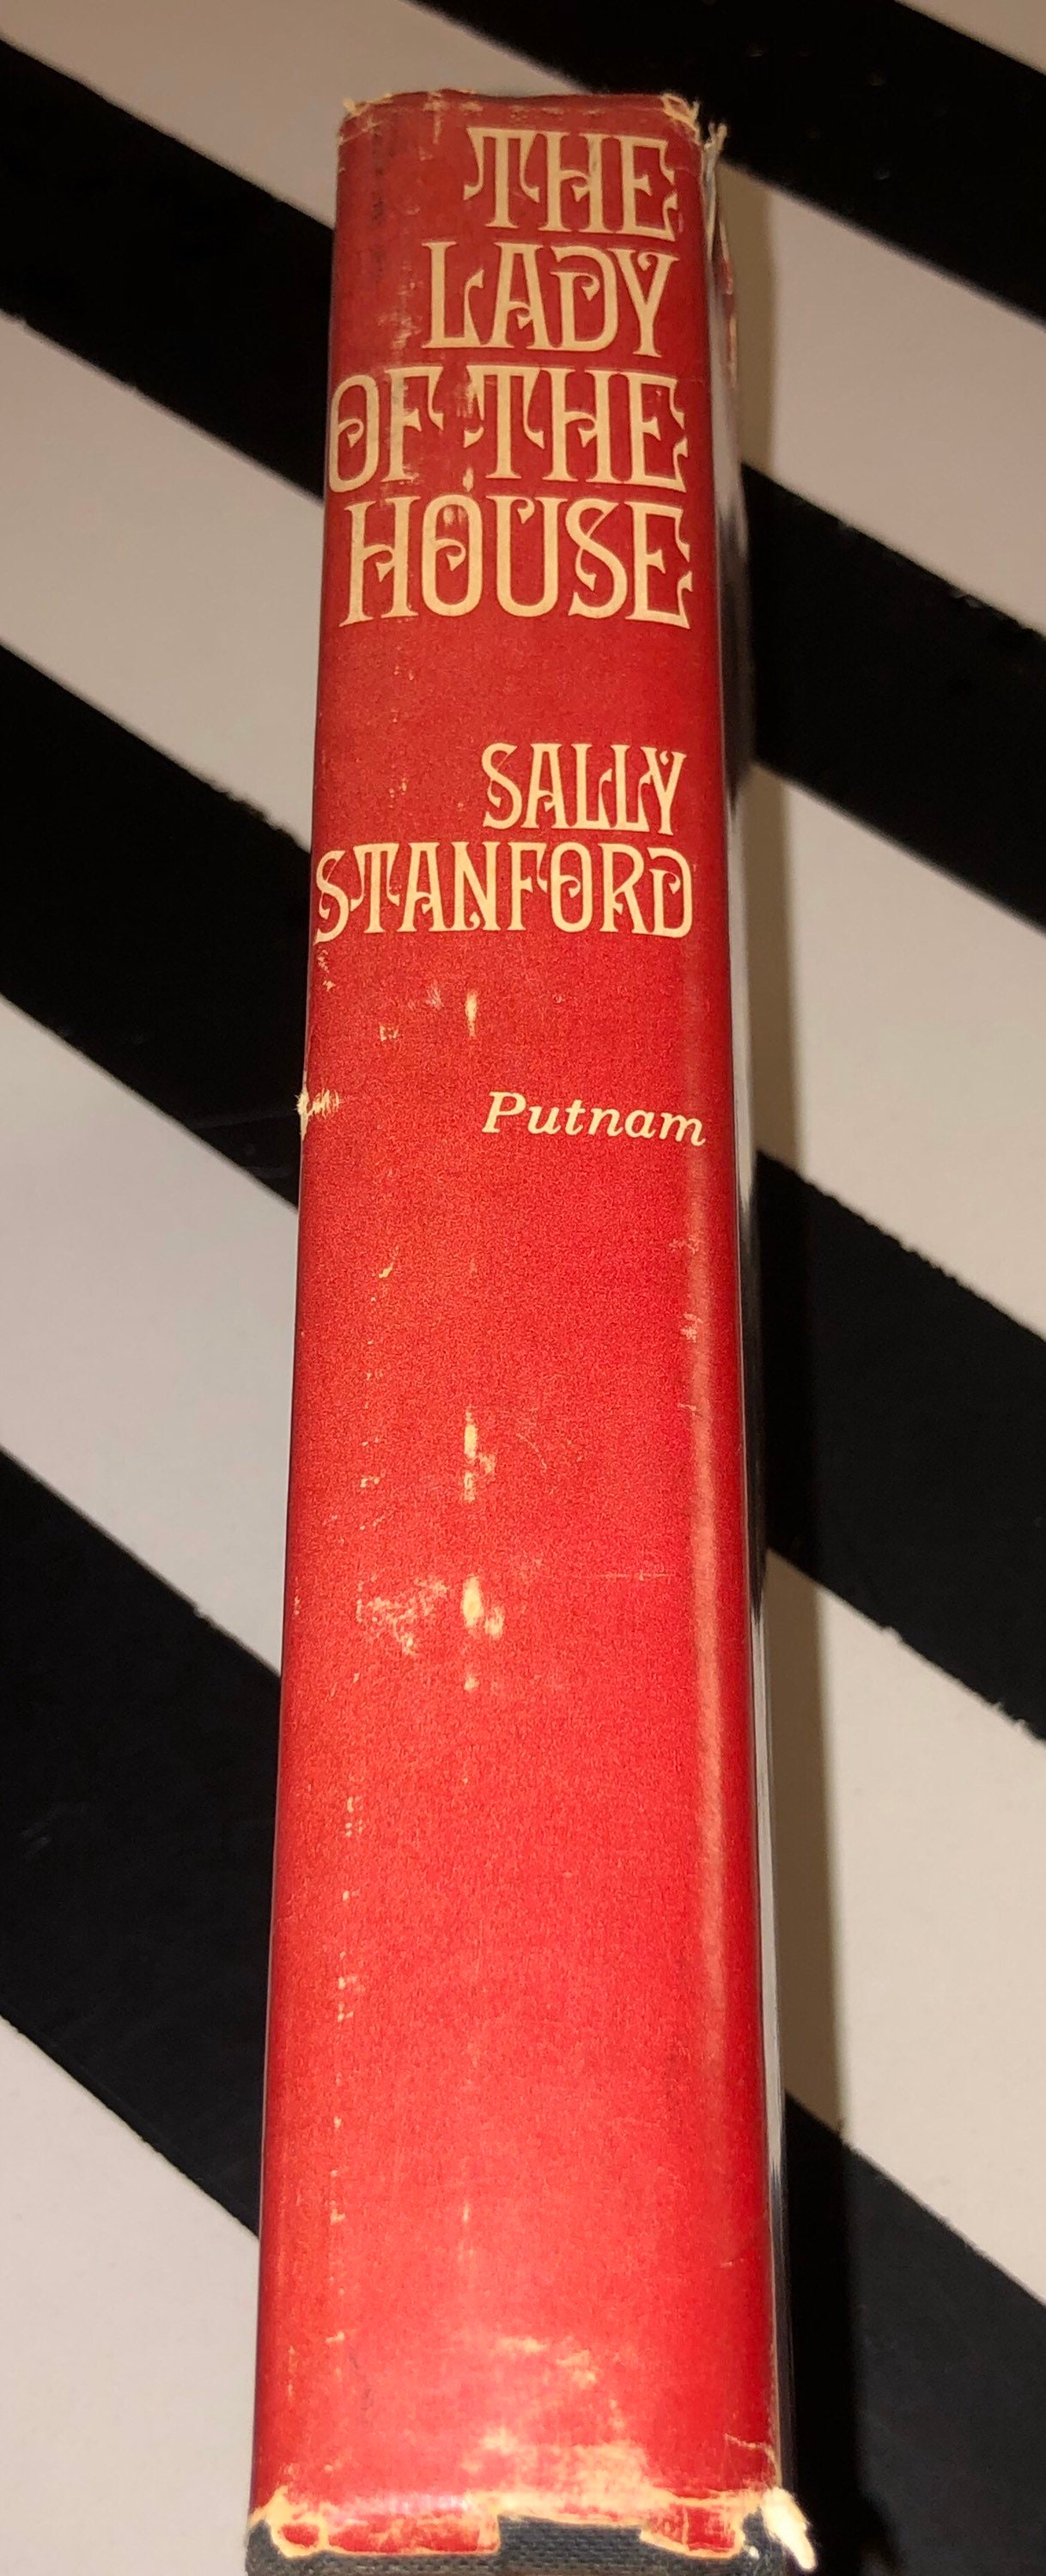 THE
LADY
OF THE
HOUSE
SALLY
STANFORD
Putnam